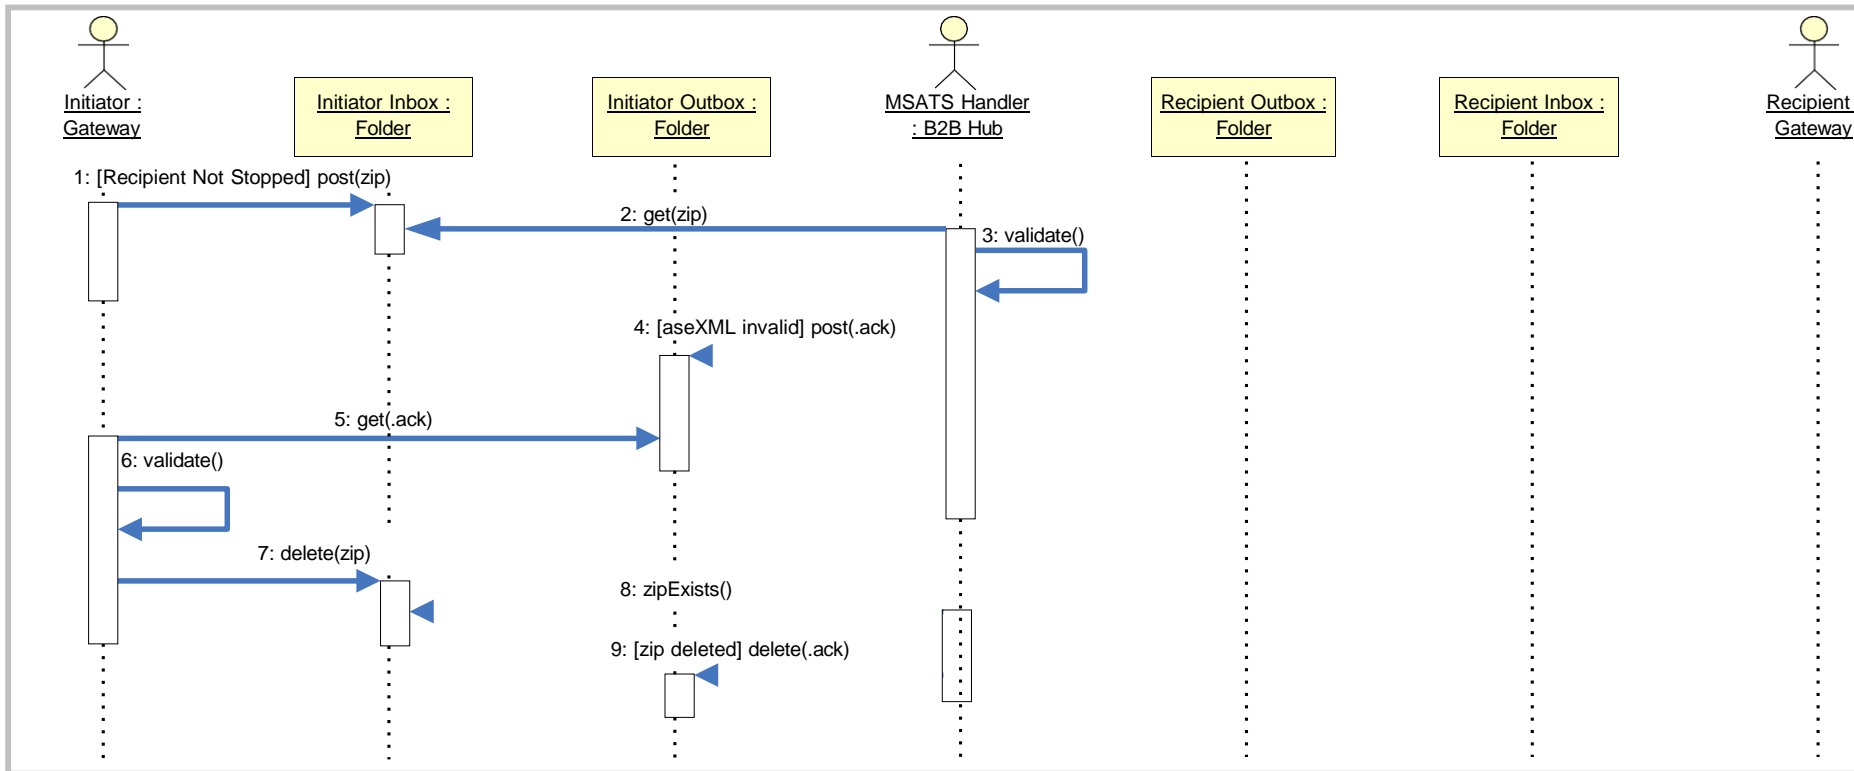 Initiator :
Gateway
Initiator Inbox :
Folder
Initiator Outbox :
Folder
MSATS Handler
: B2B Hub
Recipient Outbox :
Folder
Recipient Inbox :
Folder
Recipient
Gateway
1: [Recipient Not Stopped] post(zip)
2: get(zip)
3: validate()
4: [aseXML invalid] post(.ack)
5: get(.ack)
6: validate()
7: delete(zip)
8: zipExists()
9: [zip deleted] delete(.ack)